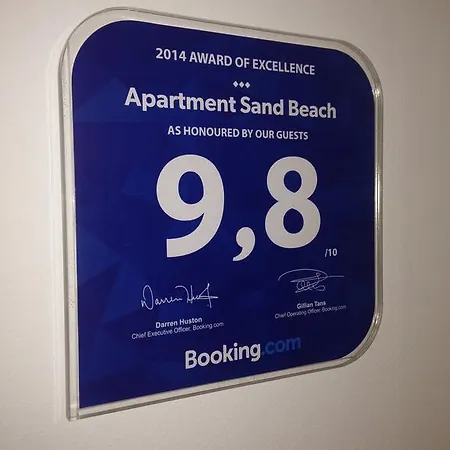 2014 AWARD OF EXCELLENCE
Apartment Sand Beach
AS HONOURED BY OUR GUESTS
9,8
/10
Darren Huston
Chief Executive Officer, Booking.com
Gillian Tans
Chief Operating Officer, Booking.com
Booking.com